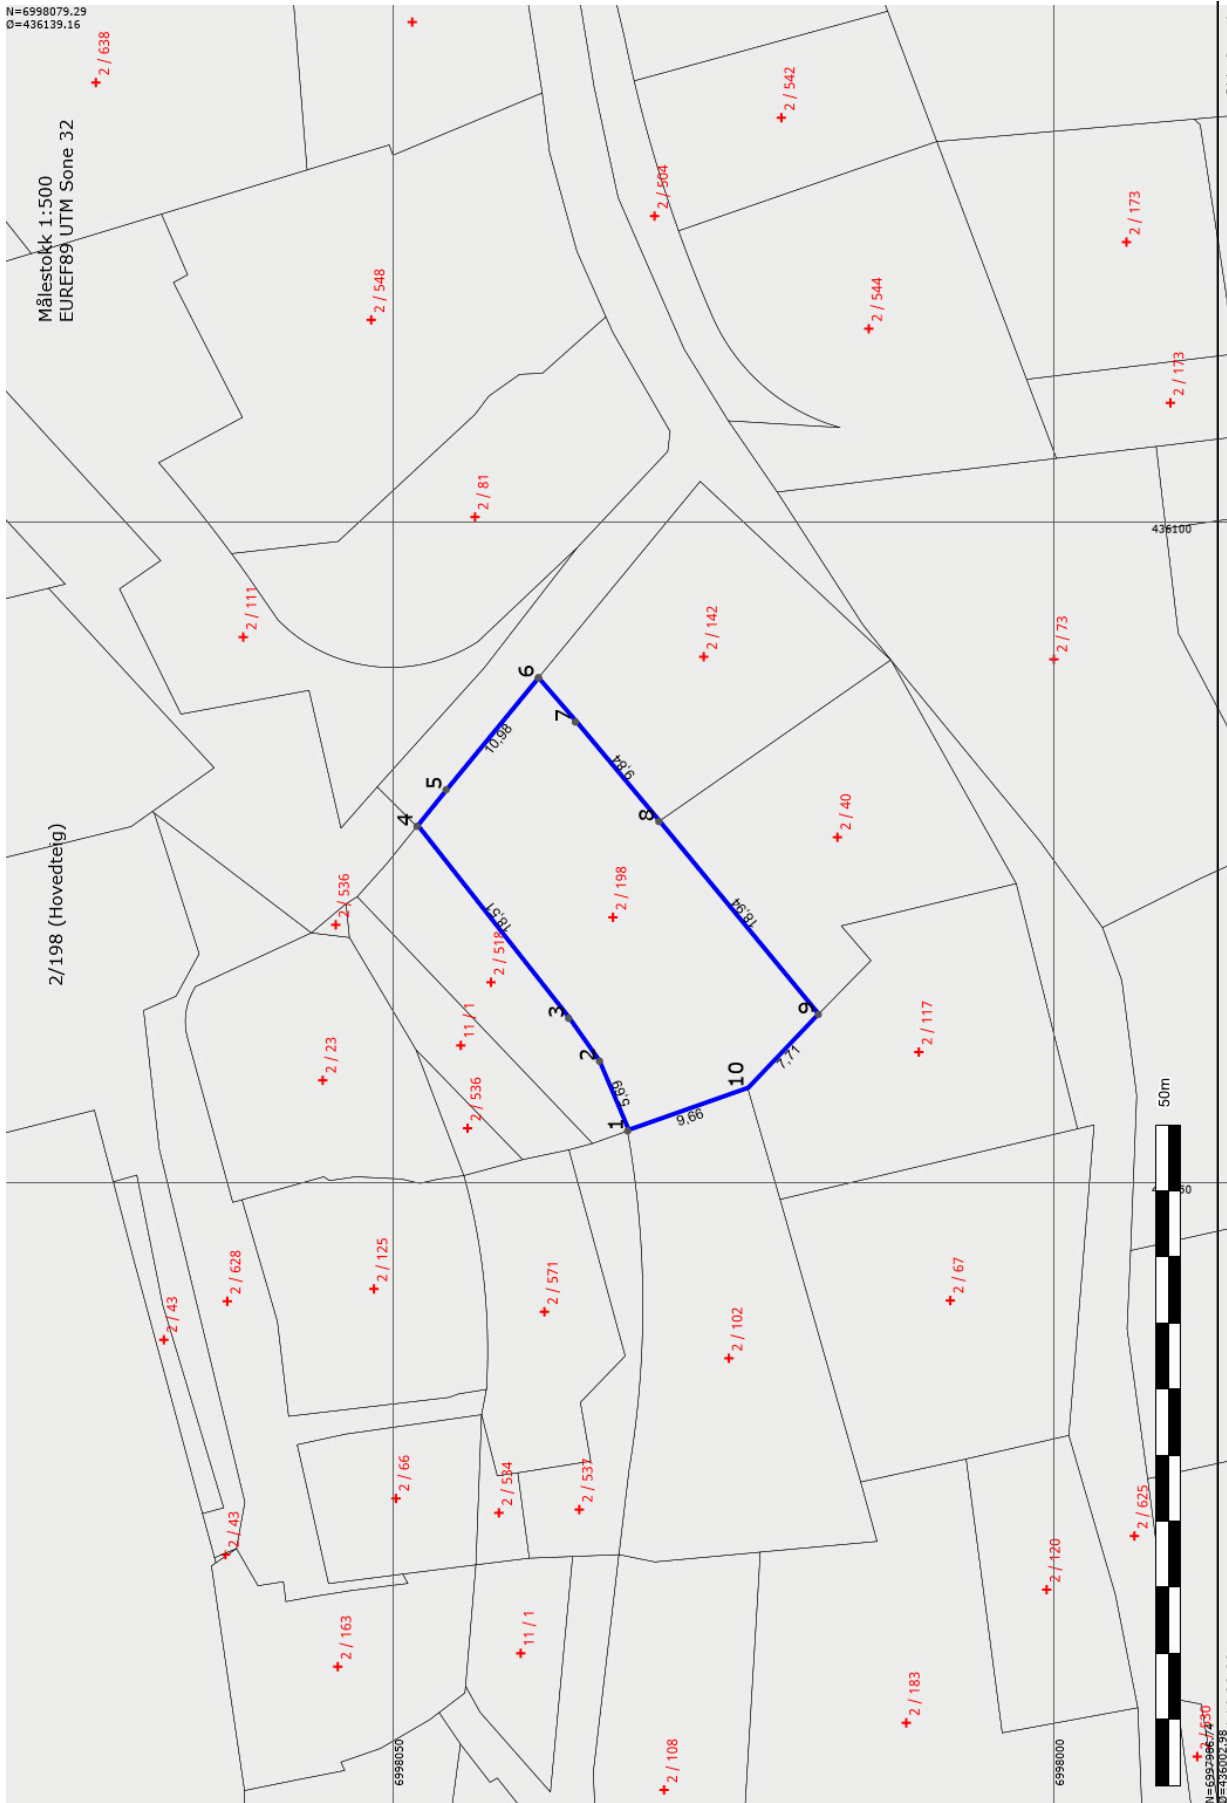 N=6998079.29
Ø=436139.16
Målestokk 1:500
EUREF89 UTM Sone 32
2/198 (Hovedteig)
2 / 638
2 / 542
2 / 504
2 / 548
2 / 544
2 / 173
2 / 173
2 / 81
436100
2 / 111
2 / 142
2 / 73
6
7
5
4
8
10,98
9,84
2 / 40
2 / 536
2 / 198
18,51
18,94
2 / 518
3
9
11 / 1
2 / 23
2
10
2 / 117
2 / 536
1
5,69
9,66
7,71
50m
2 / 628
2 / 125
2 / 43
2 / 571
2 / 67
2 / 102
2 / 66
2 / 534
2 / 537
2 / 43
2 / 625
2 / 120
2 / 163
11 / 1
2 / 183
2 / 108
6998050
6998000
Ø=436002.98